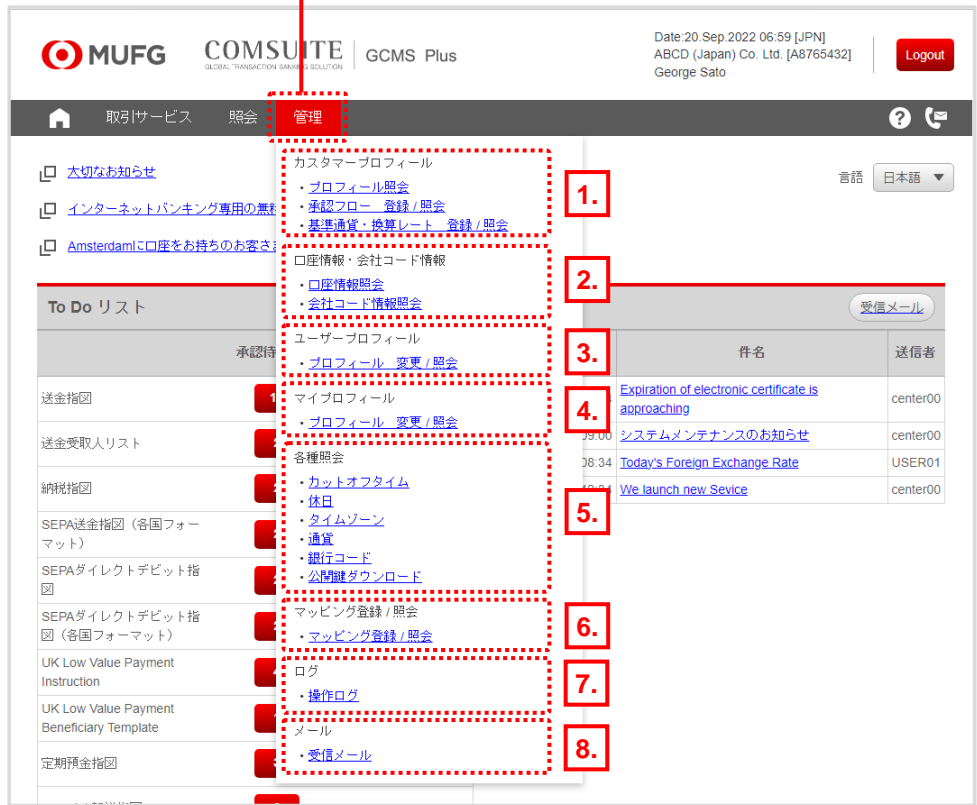 MUFG
COMSUITE
GLOBAL TRANSACTION BANKING SOLUTION
GCMS Plus
Date:20.Sep.2022 06:59 [JPN]
ABCD (Japan) Co. Ltd. [A8765432]
George Sato
Logout
取引サービス
照会
管理
?
大切なお知らせ
インターネットバンキング専用の無
Amsterdamに口座をお持ちのお客さ
言語
日本語 ▼
カスタマープロフィール
・プロフィール照会
・承認フロー 登録 / 照会
・基準通貨・換算レート 登録 / 照会
1.
口座情報・会社コード情報
・口座情報照会
・会社コード情報照会
2.
ユーザープロフィール
・プロフィール 変更 / 照会
3.
マイプロフィール
・プロフィール 変更 / 照会
4.
各種照会
・カットオフタイム
・休日
・タイムゾーン
・通貨
・銀行コード
・公開鍵ダウンロード
5.
マッピング登録 / 照会
・マッピング登録 / 照会
6.
ログ
・操作ログ
7.
メール
・受信メール
8.
To Do リスト
承認待
送金指図
送金受取人リスト
納税指図
SEPA送金指図（各国フォー
マット）
SEPAダイレクトデビット指
図
SEPAダイレクトデビット指
図（各国フォーマット）
UK Low Value Payment
Instruction
UK Low Value Payment
Beneficiary Template
定期預金指図
受信メール
件名
送信者
Expiration of electronic certificate is
approaching
center00
09:00
システムメンテナンスのお知らせ
center00
08:34
Today's Foreign Exchange Rate
USER01
We launch new Sevice
center00